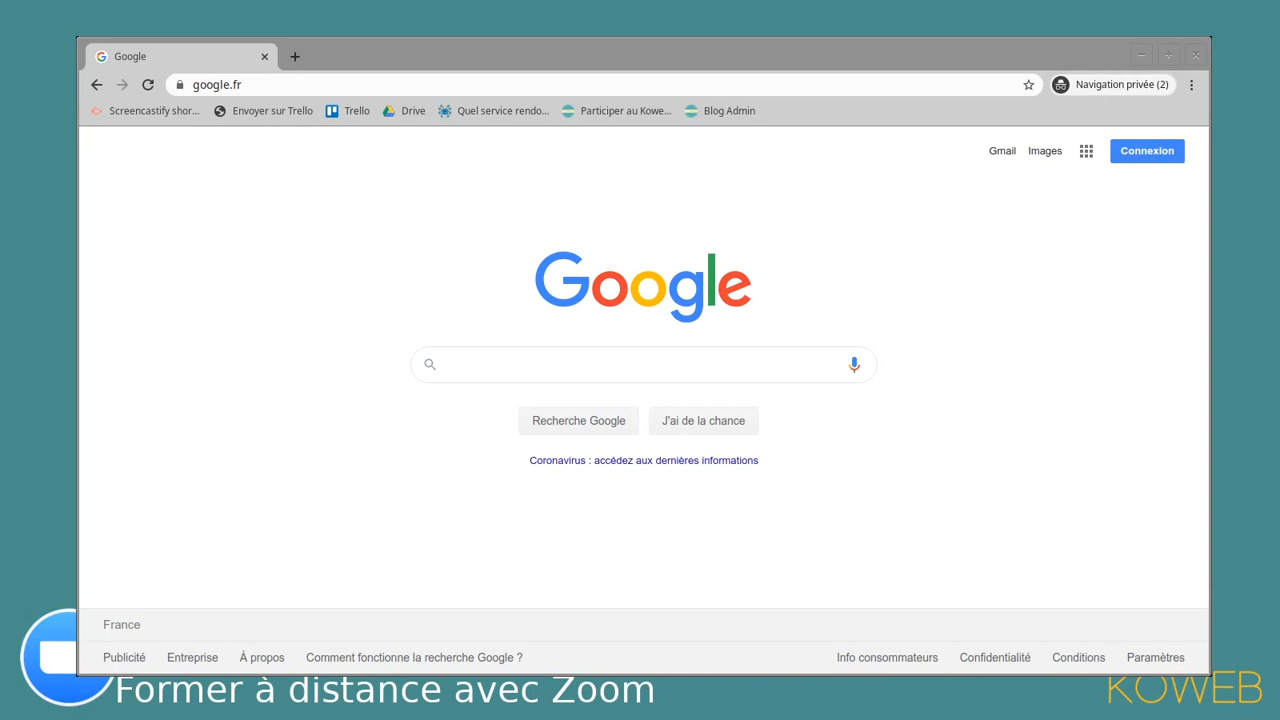 Google
google.fr
Navigation privée (2)
Screencastify shor...
Envoyer sur Trello
Trello
Drive
Quel service rendo...
Participer au Kowe...
Blog Admin
Gmail
Images
Connexion
Google
Recherche Google
J'ai de la chance
Coronavirus : accédez aux dernières informations
France
Publicité
Entreprise
À propos
Comment fonctionne la recherche Google ?
Info consommateurs
Confidentialité
Conditions
Paramètres
Former à distance avec Zoom
KOWEB